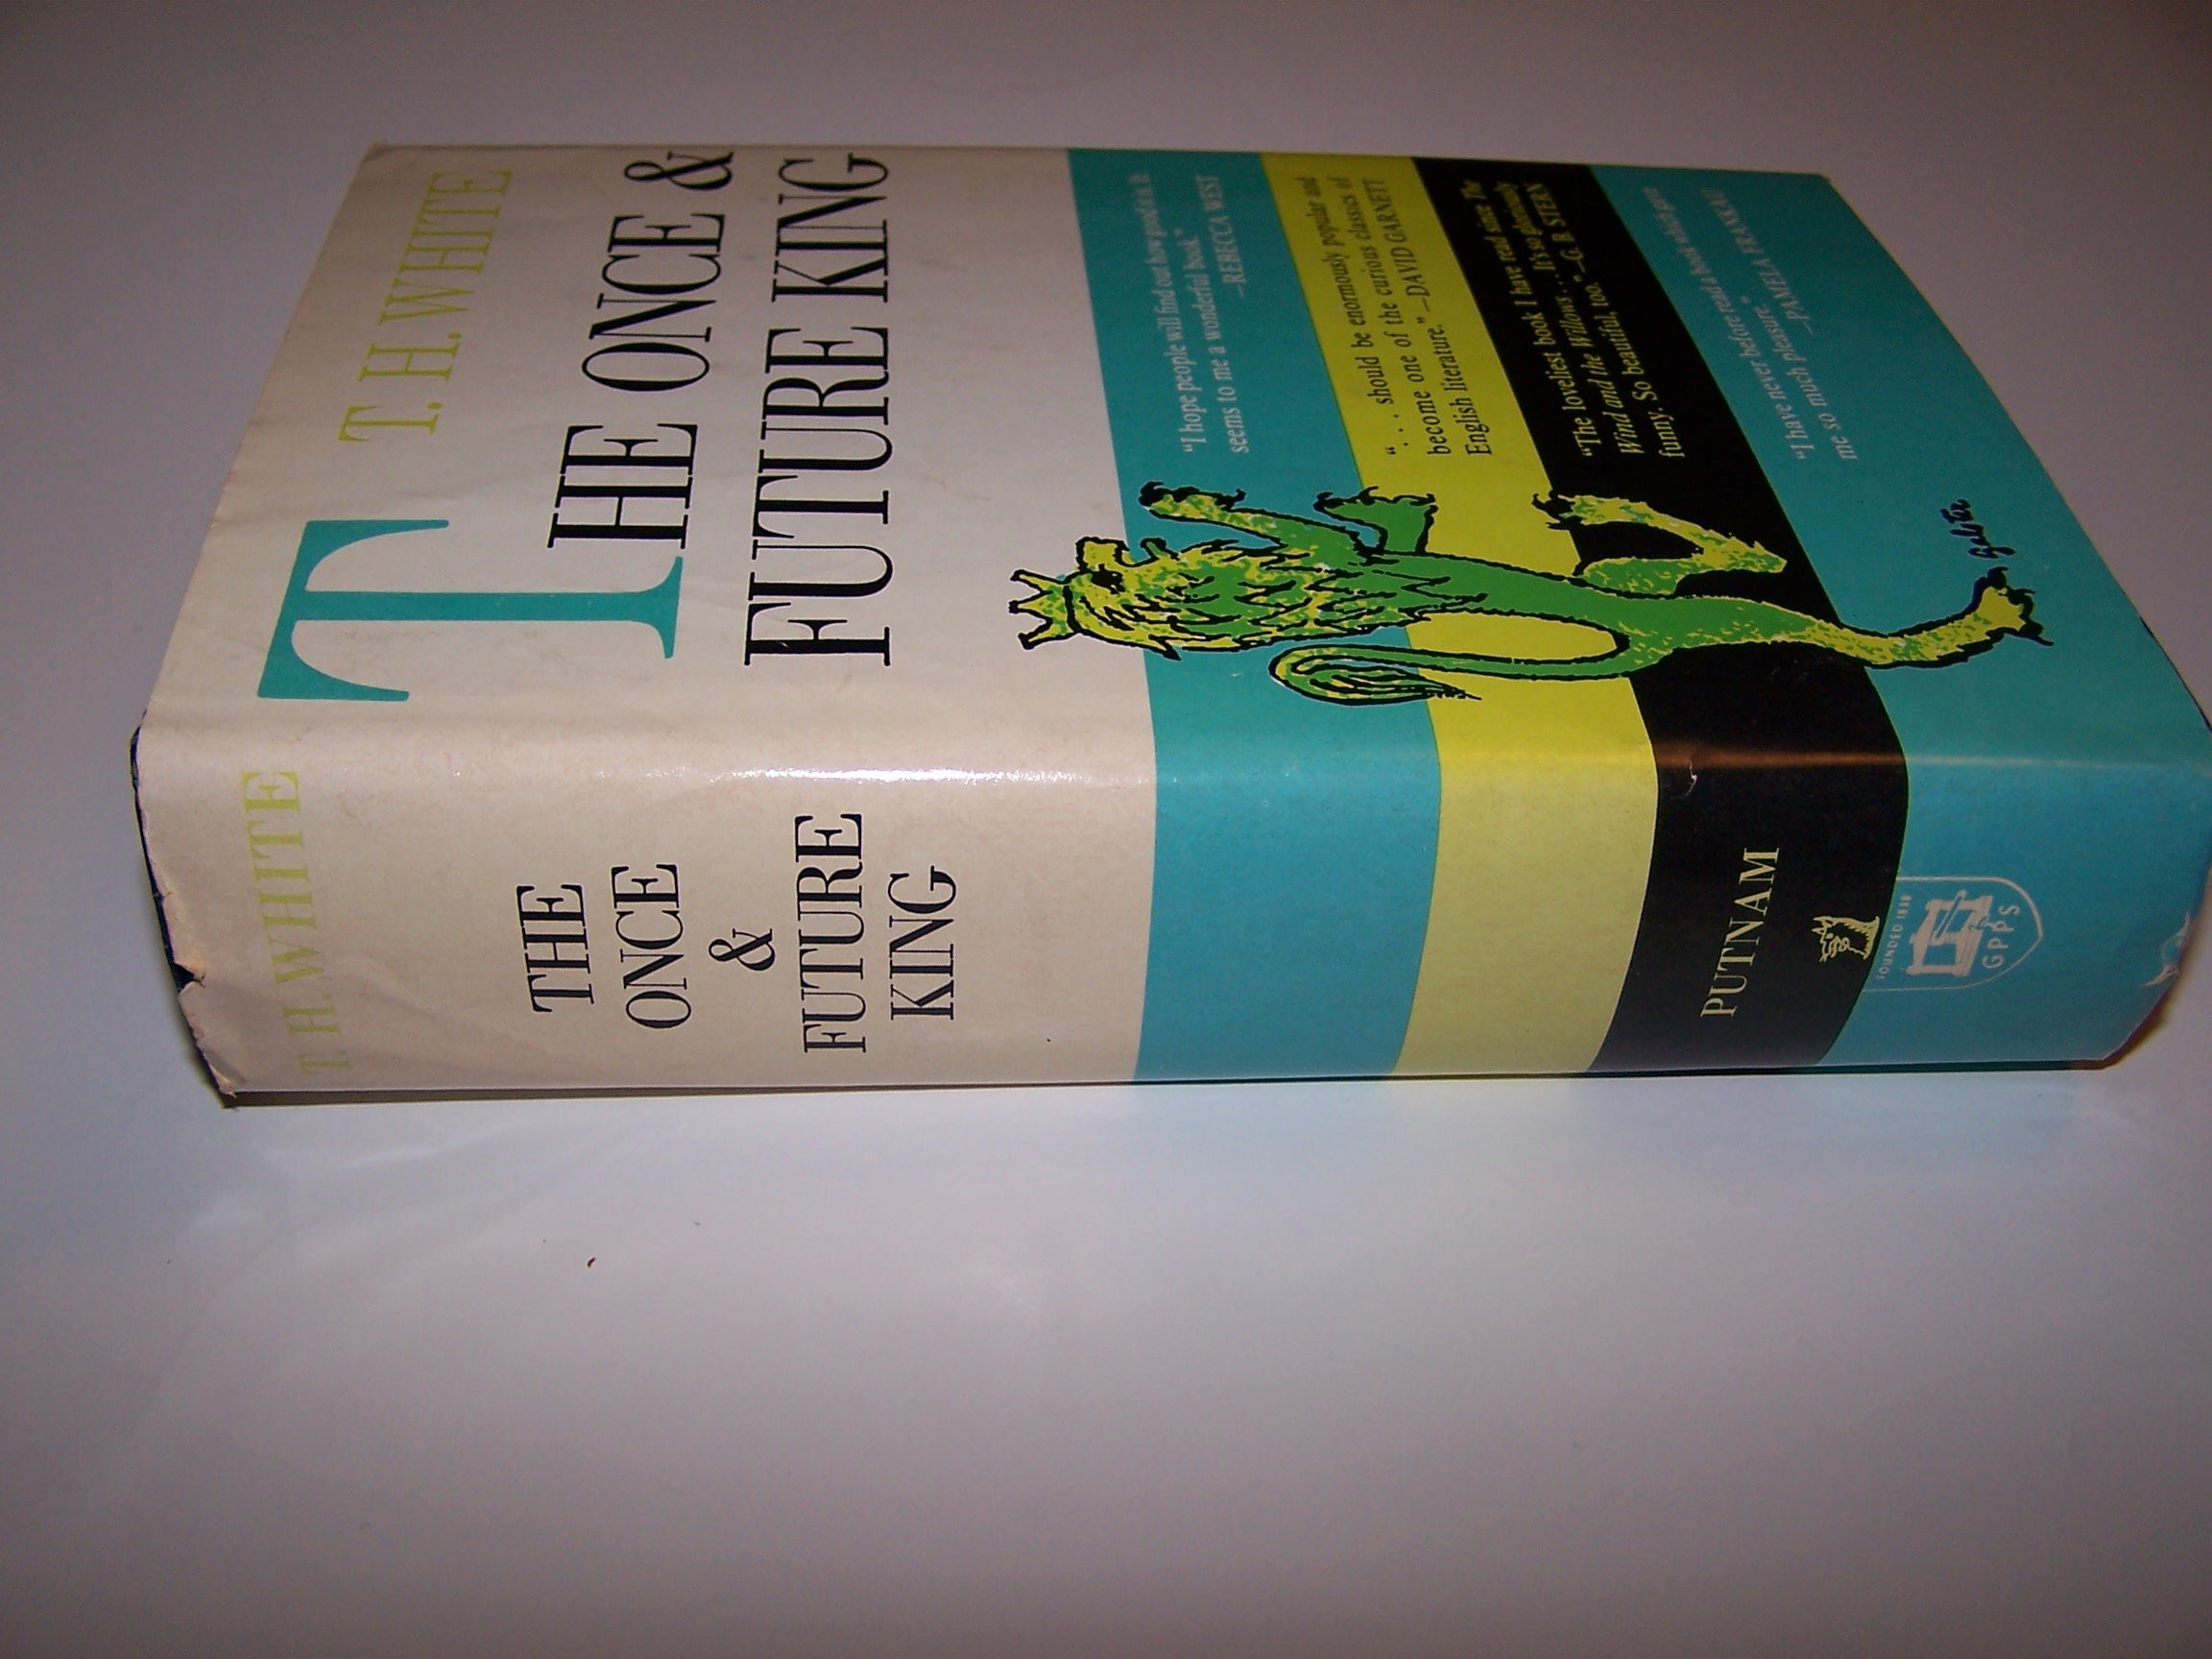 T. H. WHITE
THE ONCE &
FUTURE KING
"I hope people will find out how good it is. It
seems to me a wonderful book."
—REBECCA WEST
". . . should be enormously popular and
become one of the curious classics of
English literature." —DAVID GARNETT
"The loveliest book I have read since The
Wind and the Willows . . . It's so gloriously
funny. So beautiful, too." —G. B. STERN
"I have never before read a book which gave
me so much pleasure."
—PAMELA FRANKAU
Galster
T. H. WHITE
THE
ONCE
&
FUTURE
KING
PUTNAM
FOUNDED 1838
GPPS